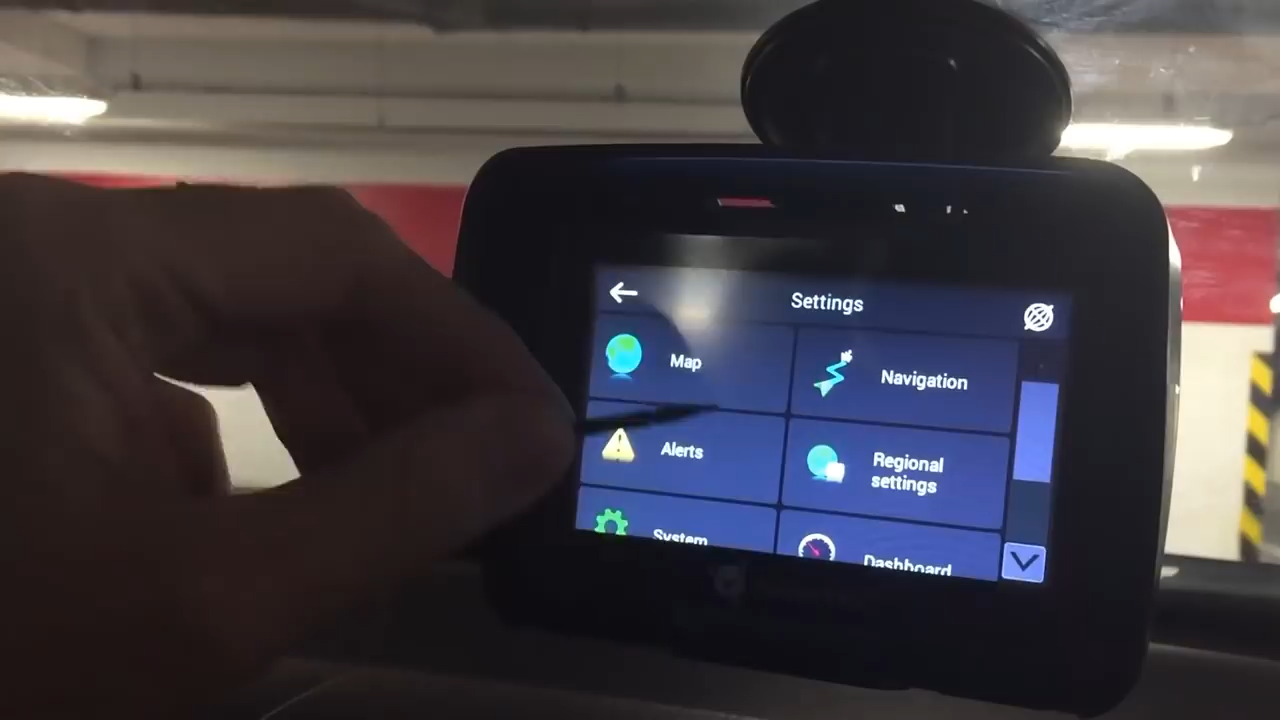 Settings
Map
Navigation
Alerts
Regional
settings
System
Dashboard